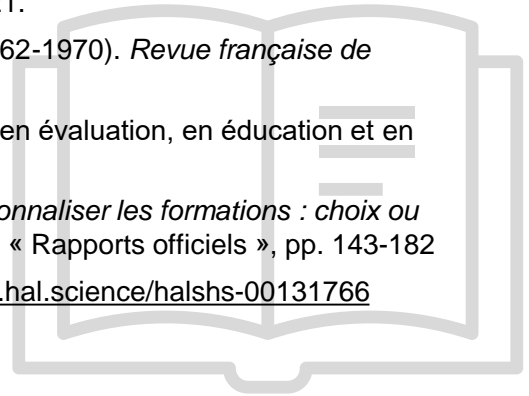 62-1970). Revue française de
en évaluation, en éducation et en
onnaliser les formations : choix ou
« Rapports officiels », pp. 143-182
.hal.science/halshs-00131766